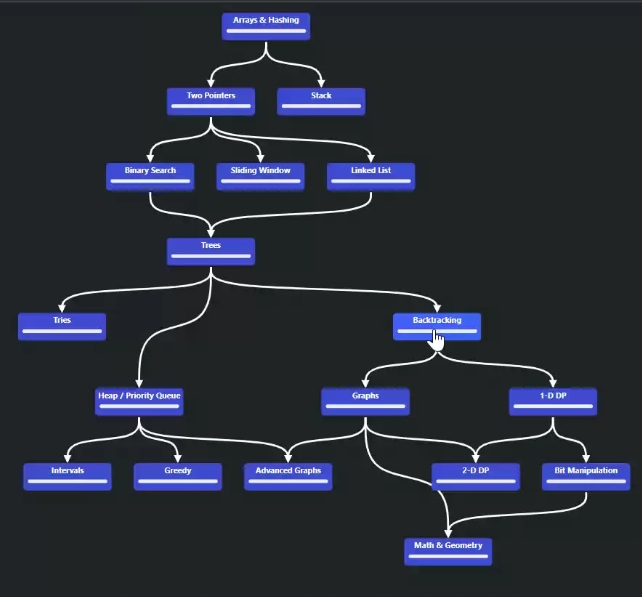 Arrays & Hashing
Two Pointers
Stack
Binary Search
Sliding Window
Linked List
Trees
Tries
Backtracking
Heap / Priority Queue
Graphs
1-D DP
Intervals
Greedy
Advanced Graphs
2-D DP
Bit Manipulation
Math & Geometry